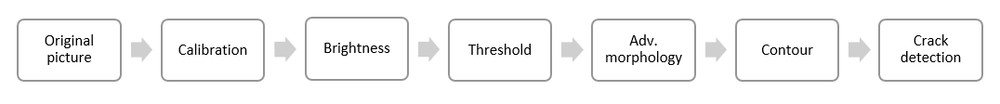 Original
picture
Calibration
Brightness
Threshold
Adv.
morphology
Contour
Crack
detection